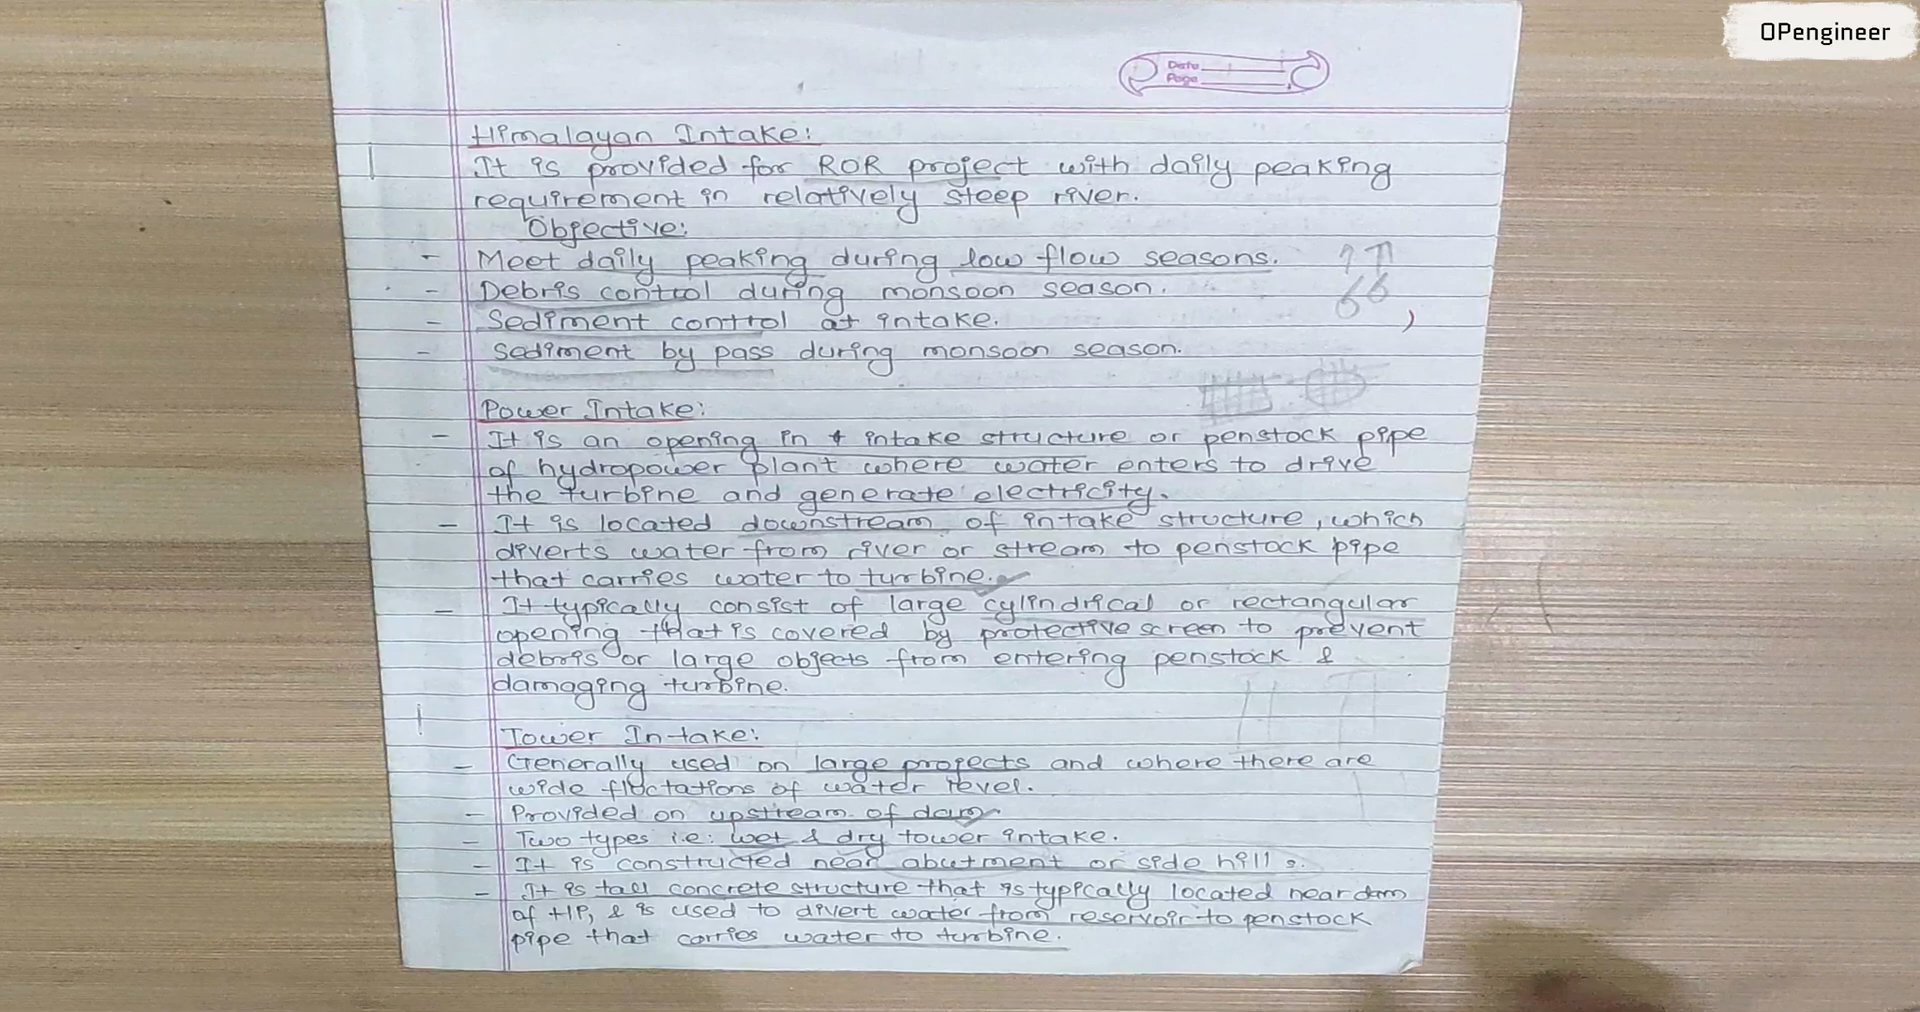 OPengineer
Date
Page
Himalayan Intake:
It is provided for ROR project with daily peaking
requirement in relatively steep river.
Objective:
- Meet daily peaking during low flow seasons.
- Debris control during monsoon season.
- Sediment control at intake.
- Sediment by pass during monsoon season.
Power Intake:
- It is an opening in intake structure or penstock pipe
of hydropower plant where water enters to drive
the turbine and generate electricity.
- It is located downstream of intake structure, which
diverts water from river or stream to penstock pipe
that carries water to turbine.
- It typically consist of large cylindrical or rectangular
opening that is covered by protective screen to prevent
debris or large objects from entering penstock &
damaging turbine.
Tower Intake:
- Generally used on large projects and where there are
wide fluctations of water level.
- Provided on upstream of dam
- Two types i.e: wet & dry tower intake.
- It is constructed near abutment or side hills.
- It is tall concrete structure that is typically located near dam
of HP, & is used to divert water from reservoir to penstock
pipe that carries water to turbine.